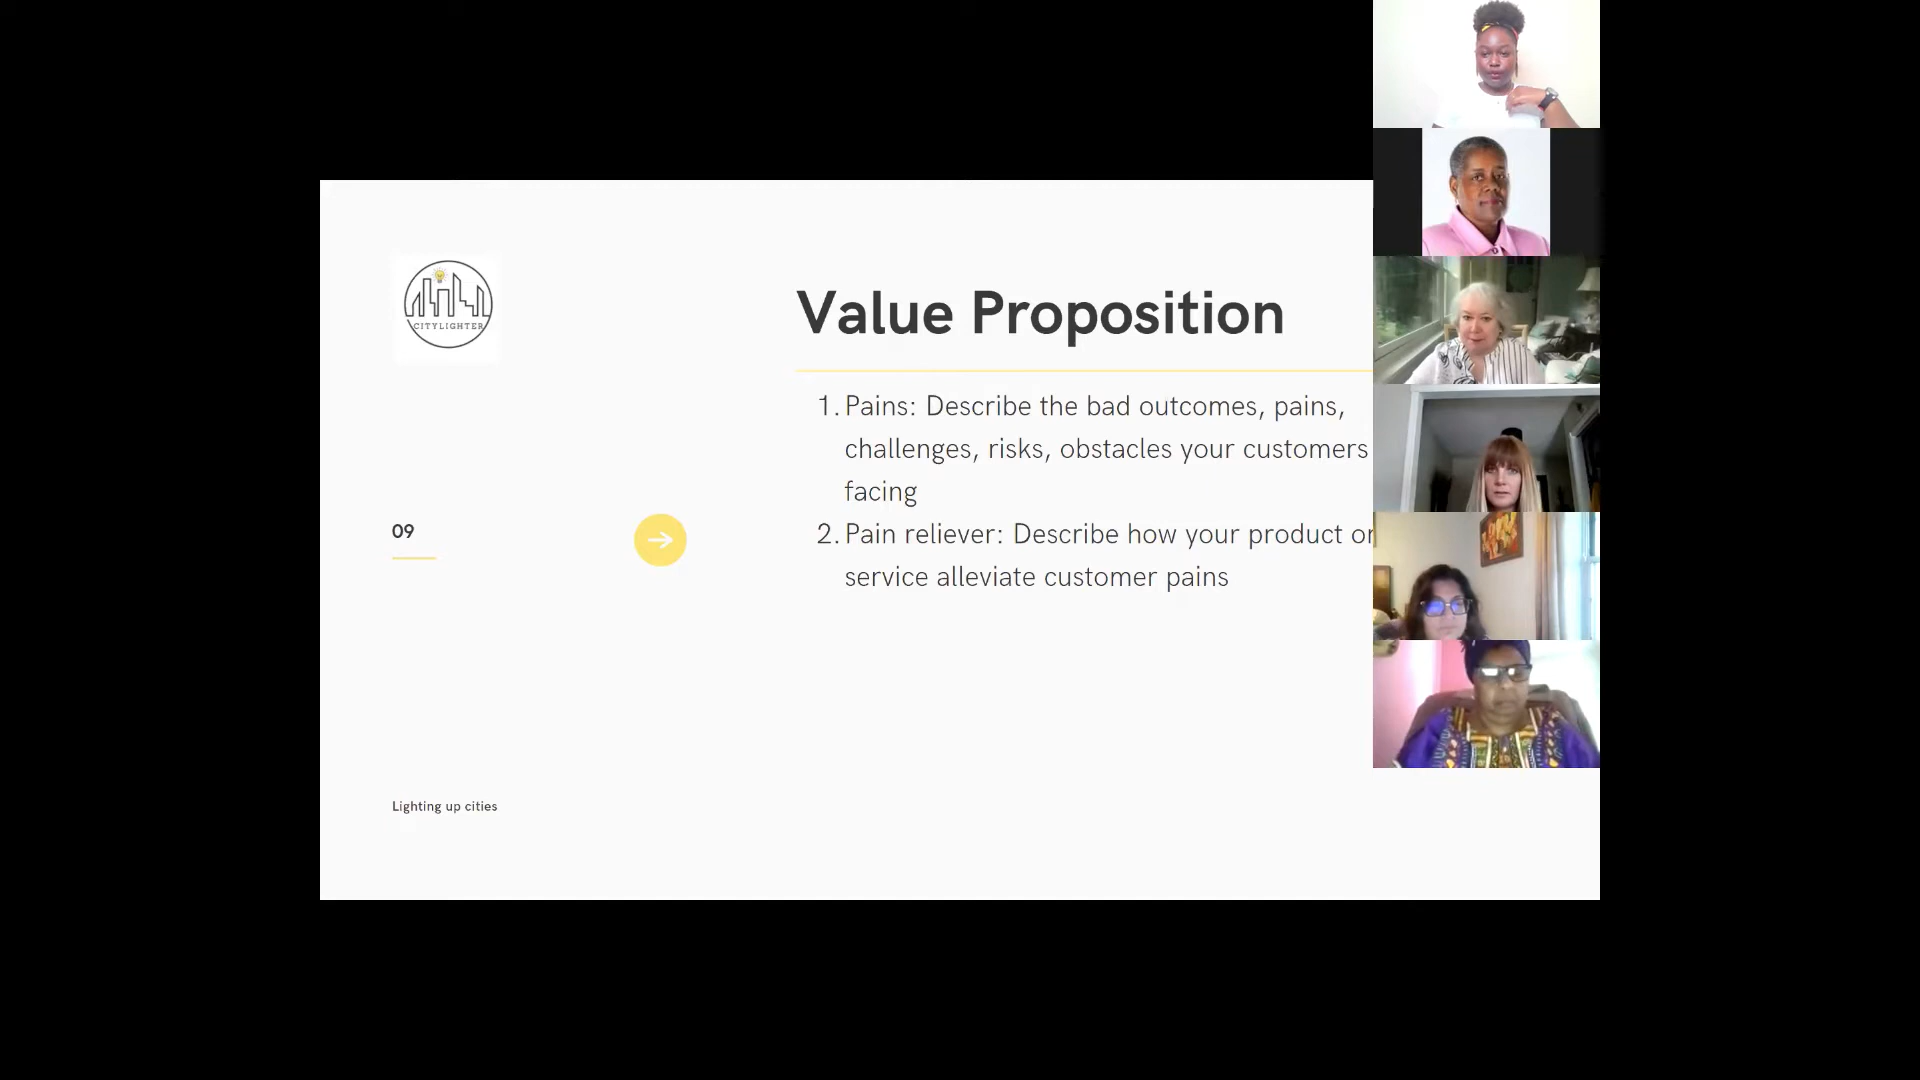 CITYLIGHTER
Value Proposition
1. Pains: Describe the bad outcomes, pains,
challenges, risks, obstacles your customers
facing
09
2. Pain reliever: Describe how your product or
service alleviate customer pains
Lighting up cities